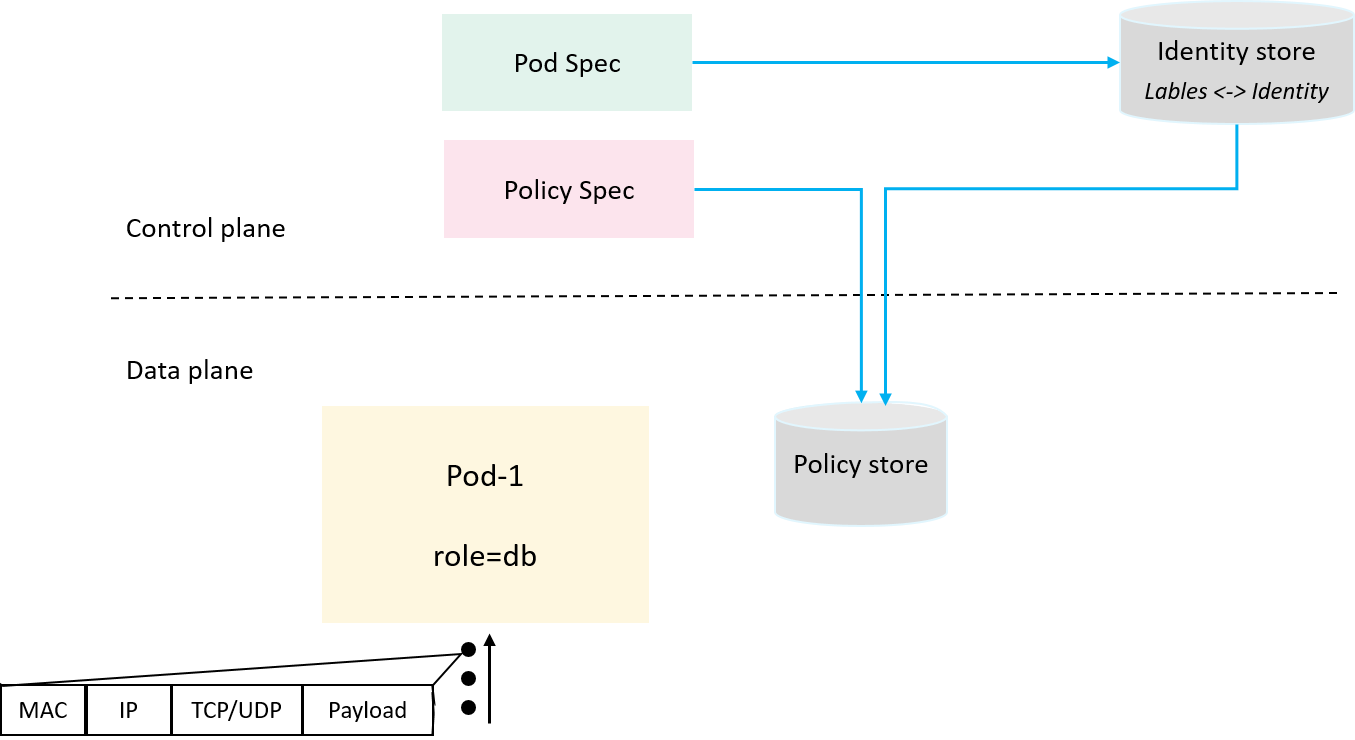 Pod Spec
Identity store
Lables <-> Identity
Policy Spec
Control plane
Data plane
Policy store
Pod-1
role=db
MAC
IP
TCP/UDP
Payload